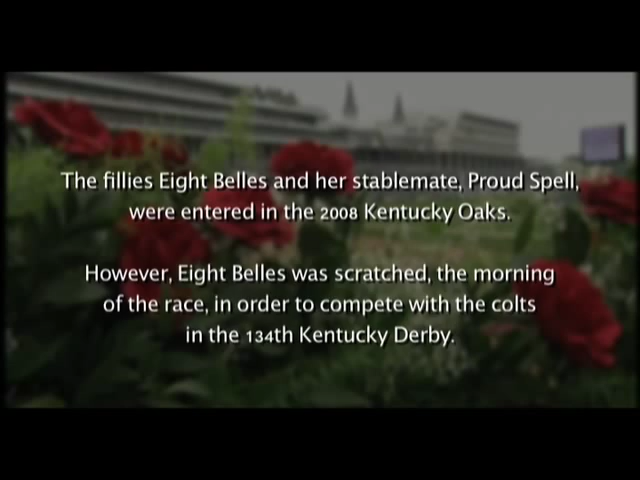 The fillies Eight Belles and her stablemate, Proud Spell,
were entered in the 2008 Kentucky Oaks.
However, Eight Belles was scratched, the morning
of the race, in order to compete with the colts
in the 134th Kentucky Derby.